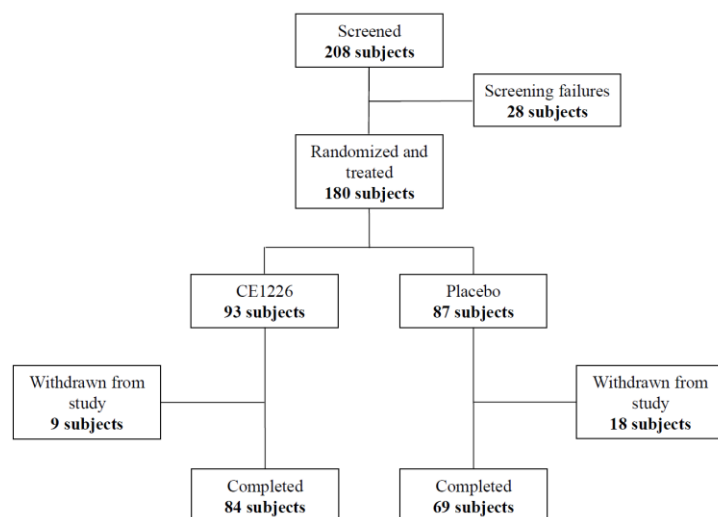 Screened
208 subjects
Screening failures
28 subjects
Randomized and
treated
180 subjects
CE1226
93 subjects
Placebo
87 subjects
Withdrawn from
study
9 subjects
Withdrawn from
study
18 subjects
Completed
84 subjects
Completed
69 subjects